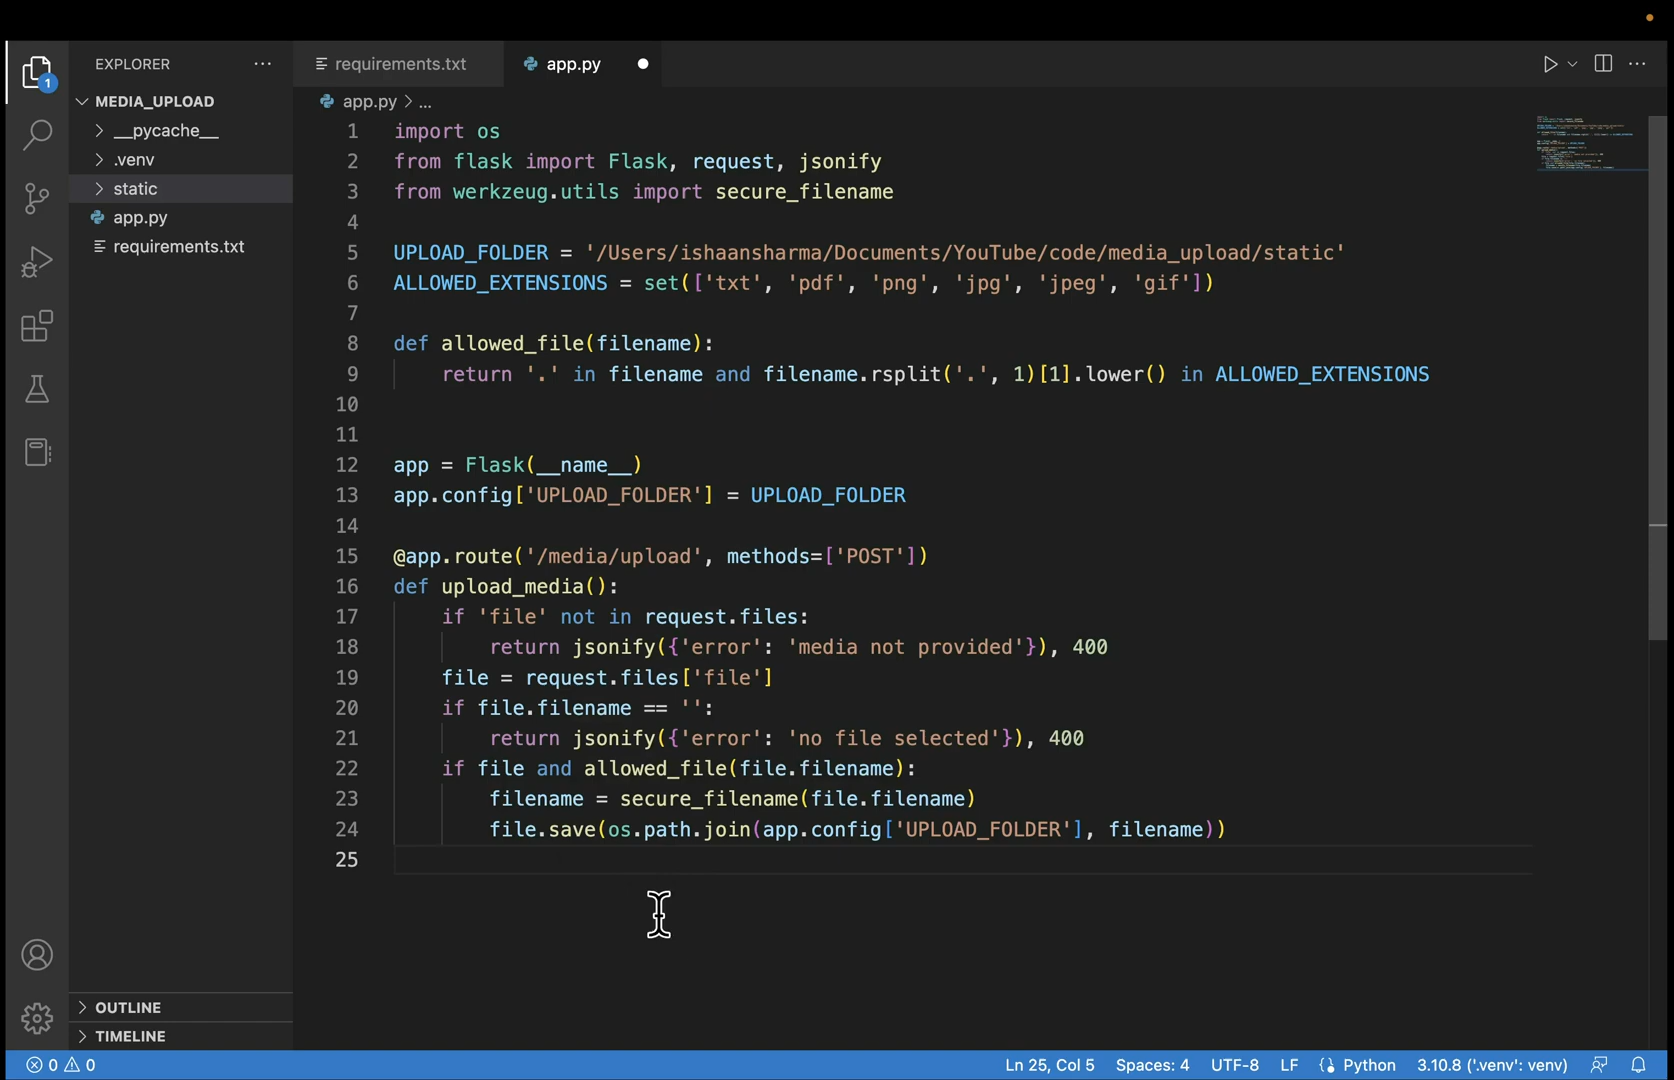 EXPLORER
requirements.txt
app.py
1
MEDIA_UPLOAD
app.py > ...
__pycache__
.venv
static
app.py
requirements.txt
1 import os
2 from flask import Flask, request, jsonify
3 from werkzeug.utils import secure_filename
4
5 UPLOAD_FOLDER = '/Users/ishaansharma/Documents/YouTube/code/media_upload/static'
6 ALLOWED_EXTENSIONS = set(['txt', 'pdf', 'png', 'jpg', 'jpeg', 'gif'])
7
8 def allowed_file(filename):
9     return '.' in filename and filename.rsplit('.', 1)[1].lower() in ALLOWED_EXTENSIONS
10
11
12 app = Flask(__name__)
13 app.config['UPLOAD_FOLDER'] = UPLOAD_FOLDER
14
15 @app.route('/media/upload', methods=['POST'])
16 def upload_media():
17     if 'file' not in request.files:
18         return jsonify({'error': 'media not provided'}), 400
19     file = request.files['file']
20     if file.filename == '':
21         return jsonify({'error': 'no file selected'}), 400
22     if file and allowed_file(file.filename):
23         filename = secure_filename(file.filename)
24         file.save(os.path.join(app.config['UPLOAD_FOLDER'], filename))
25
OUTLINE
TIMELINE
0 0 Ln 25, Col 5 Spaces: 4 UTF-8 LF Python 3.10.8 ('.venv': venv)